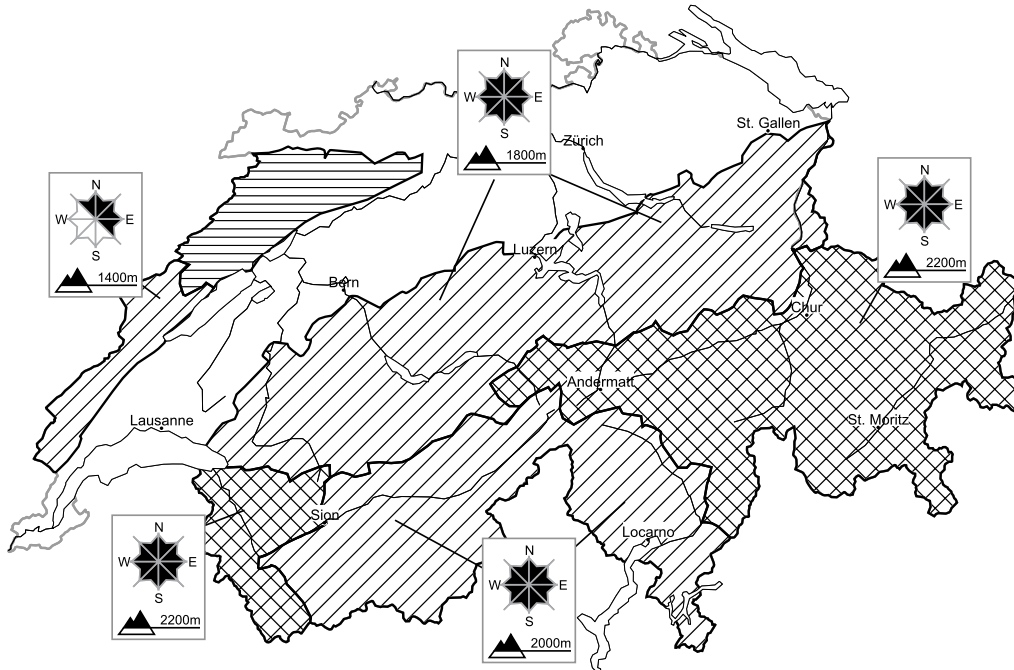 N
W E
S
1800m
Zürich
St. Gallen
N
W E
S
1400m
N
W E
S
2200m
Luzern
Bern
Chur
Andermatt
Lausanne
St. Moritz
Sion
Locarno
N
W E
S
2200m
N
W E
S
2000m